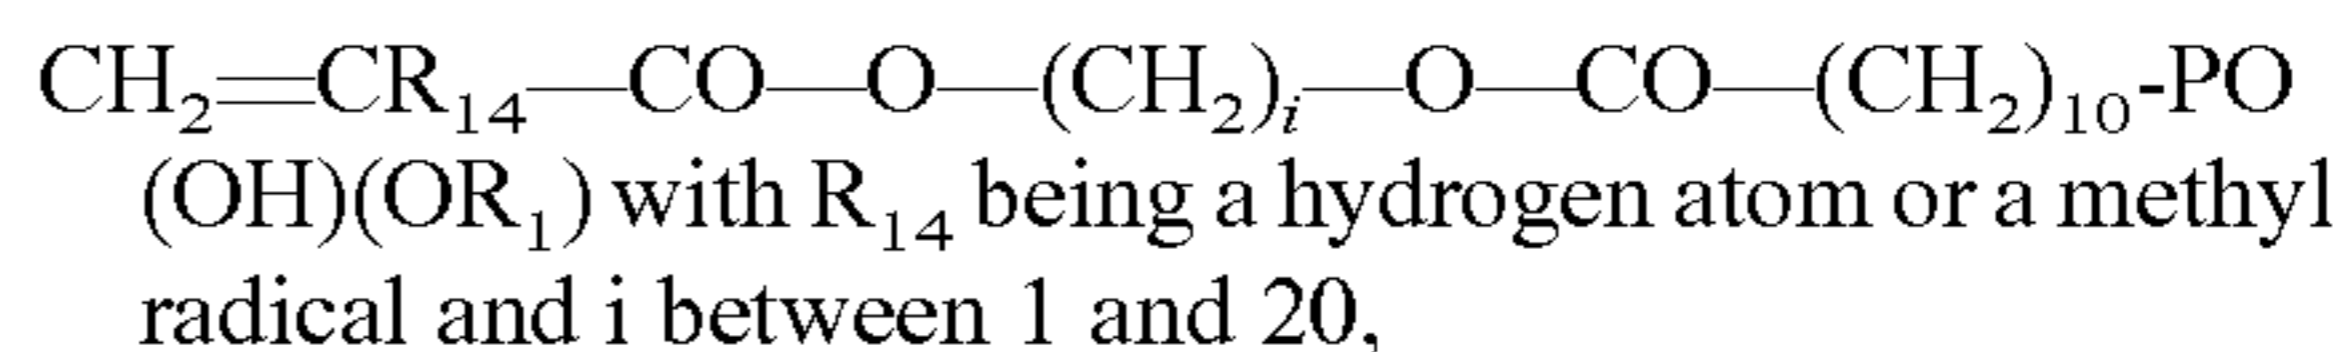 CH₂=CR₁₄—CO—O—(CH₂)ᵢ—O—CO—(CH₂)₁₀-PO
(OH)(OR₁) with R₁₄ being a hydrogen atom or a methyl
radical and i between 1 and 20,